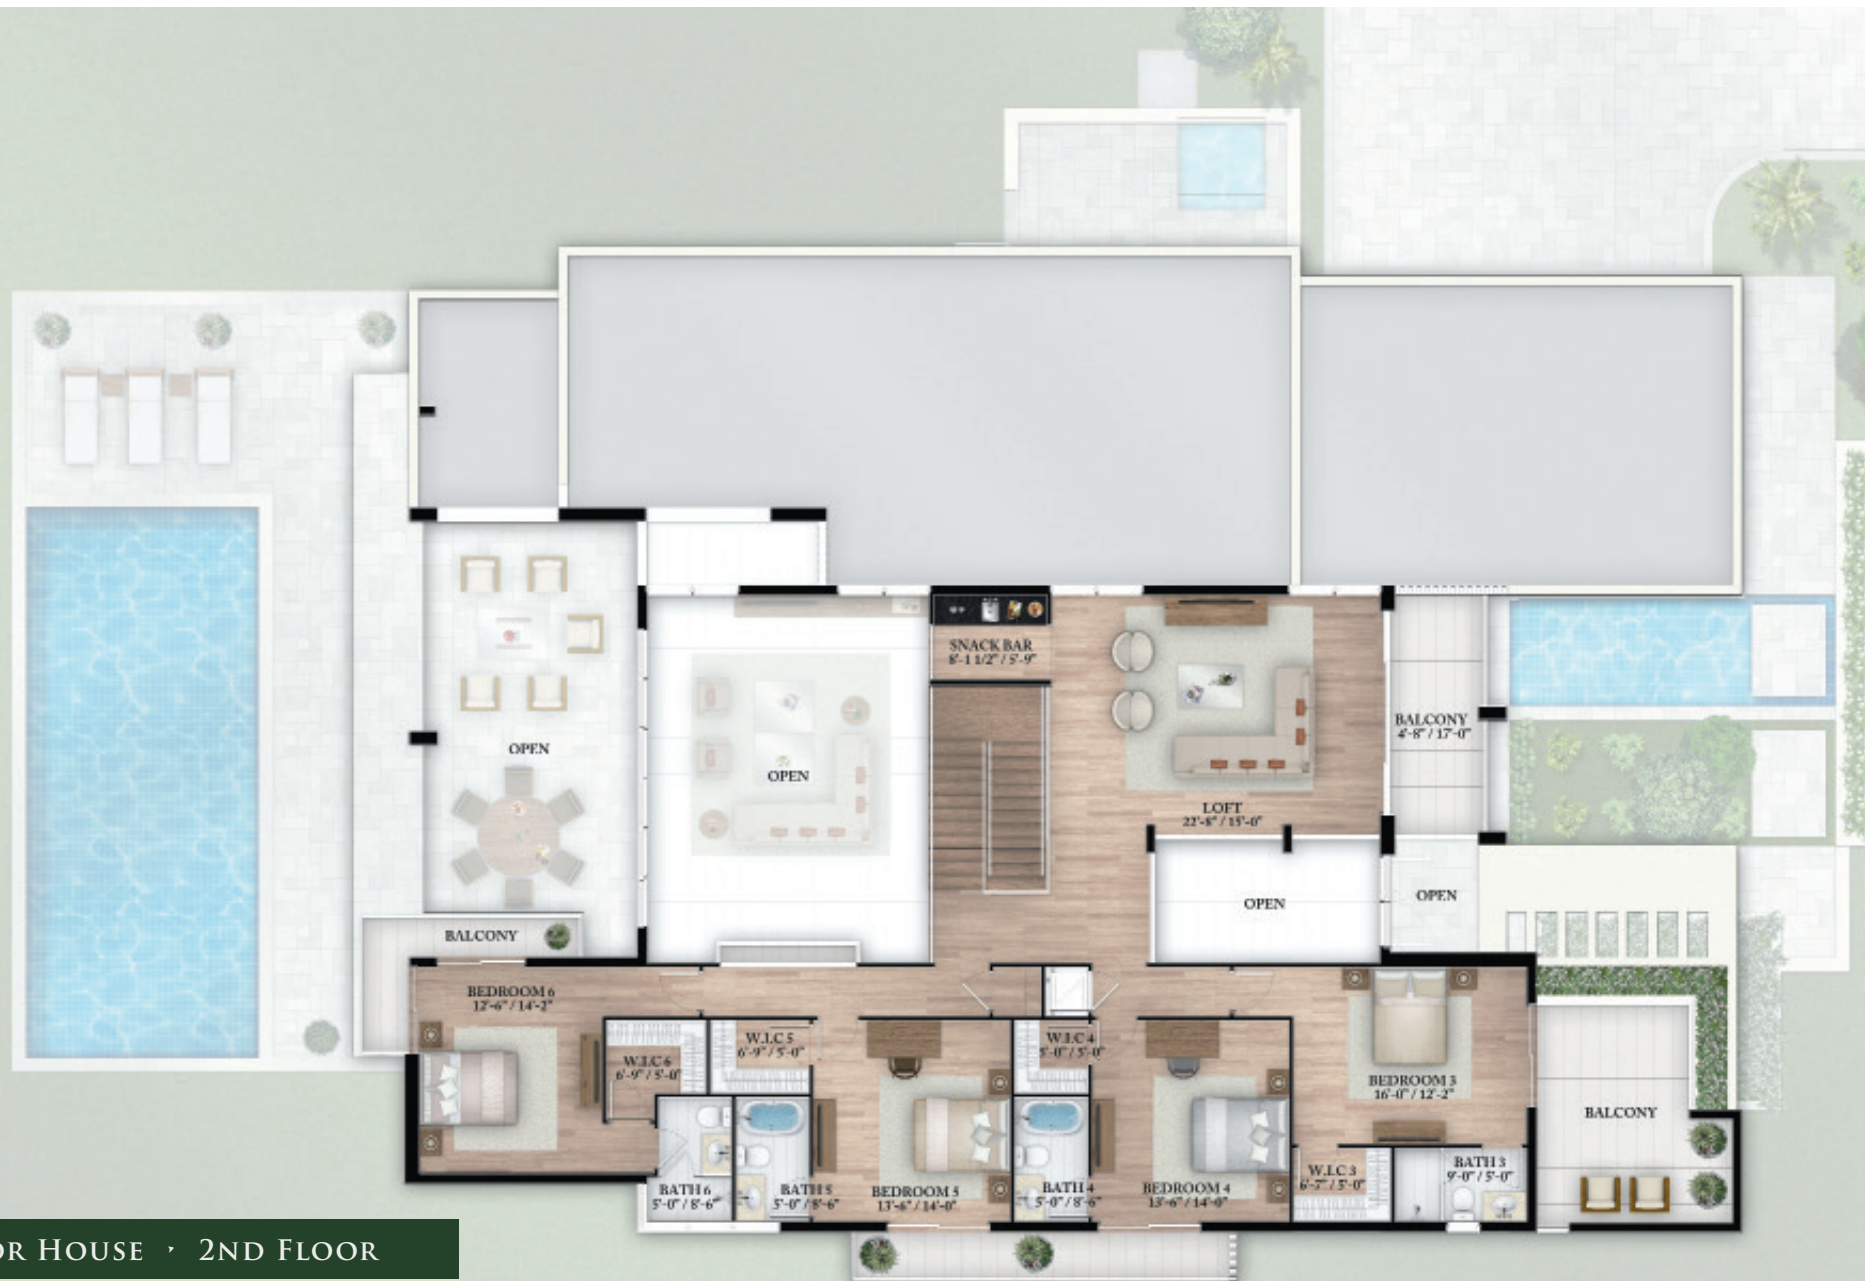 SNACK BAR
8'-1 1/2" / 5'-9"
BALCONY
4'-8" / 17'-0"
OPEN
OPEN
LOFT
22'-8" / 15'-0"
OPEN
OPEN
BALCONY
BEDROOM 6
12'-6" / 14'-2"
W.I.C 6
6'-9" / 5'-0"
W.I.C 5
6'-9" / 5'-0"
W.I.C 4
5'-0" / 5'-0"
BEDROOM 3
16'-0" / 12'-2"
BALCONY
BATH 6
5'-0" / 8'-6"
BATH 5
5'-0" / 8'-6"
BEDROOM 5
13'-6" / 14'-0"
BATH 4
5'-0" / 8'-6"
BEDROOM 4
13'-6" / 14'-0"
W.I.C 3
6'-7" / 5'-0"
BATH 3
9'-0" / 5'-0"
OR HOUSE · 2ND FLOOR